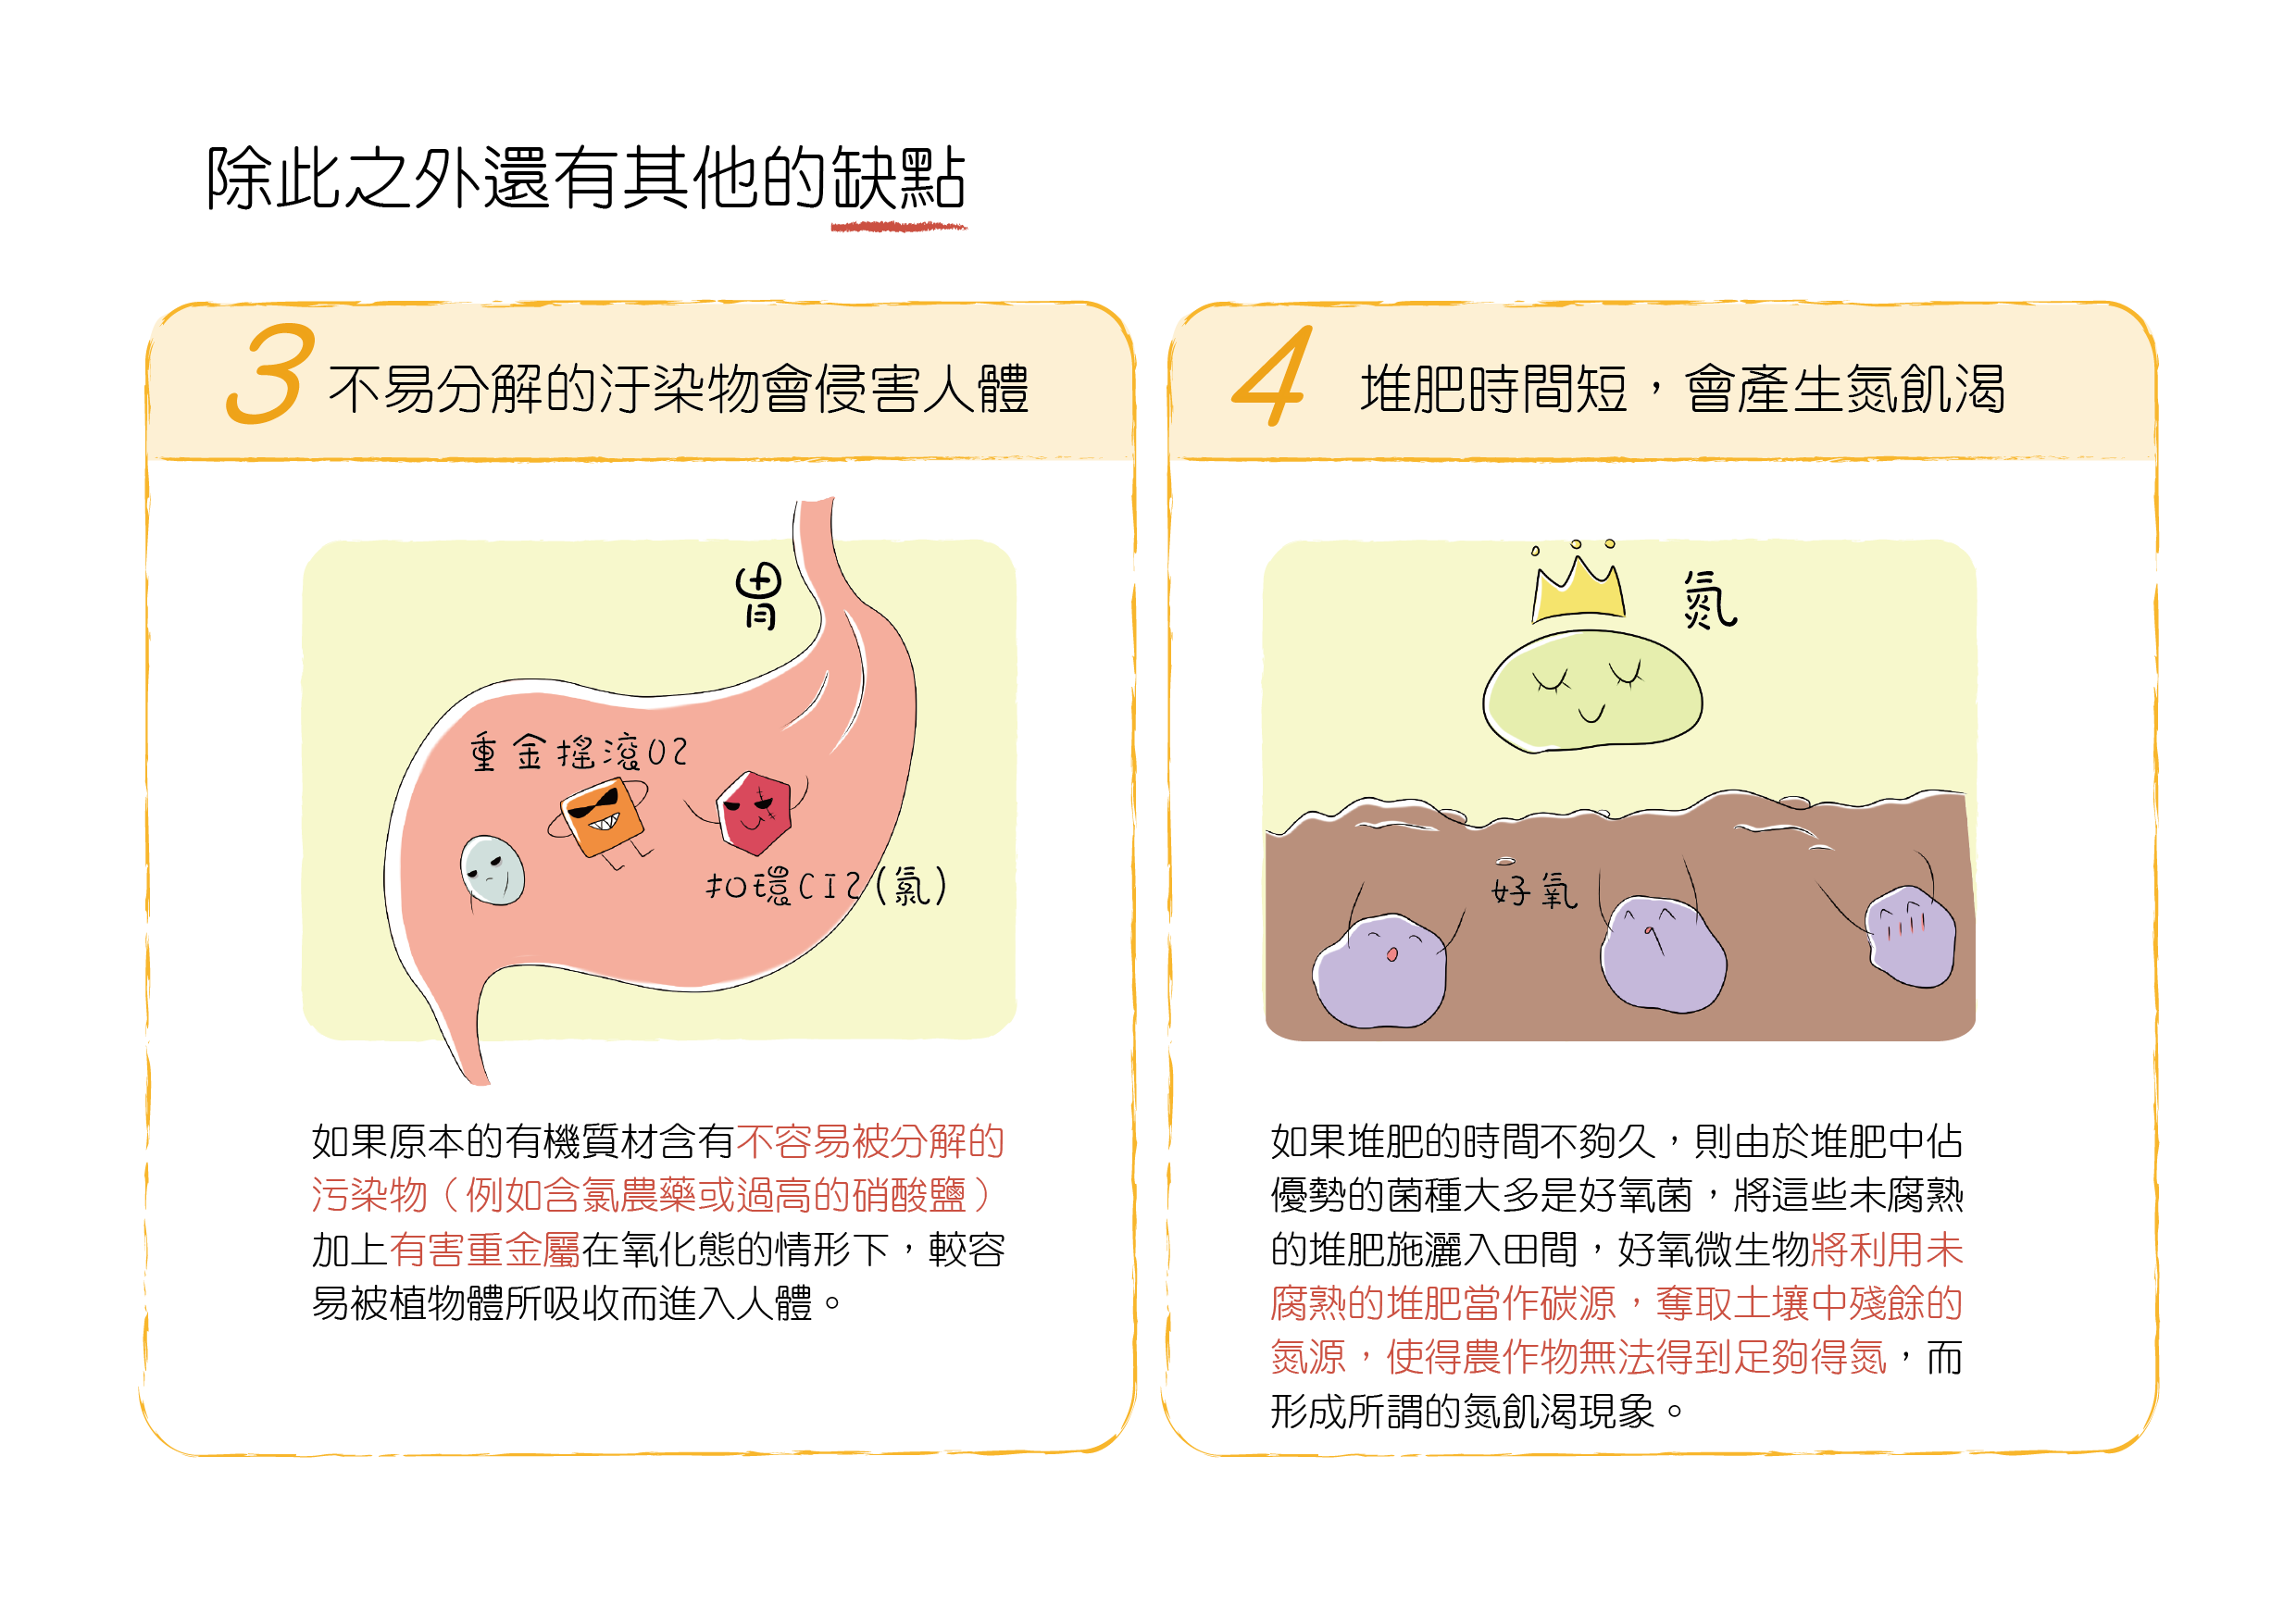 除此之外還有其他的缺點
3 不易分解的汙染物會侵害人體
胃
重金搖滾O2
扣環Cl2(氯)
如果原本的有機質材含有不容易被分解的
污染物（例如含氯農藥或過高的硝酸鹽）
加上有害重金屬在氧化態的情形下，較容
易被植物體所吸收而進入人體。
4 堆肥時間短，會產生氮飢渴
氮
好氧
如果堆肥的時間不夠久，則由於堆肥中佔
優勢的菌種大多是好氧菌，將這些未腐熟
的堆肥施灑入田間，好氧微生物將利用未
腐熟的堆肥當作碳源，奪取土壤中殘餘的
氮源，使得農作物無法得到足夠得氮，而
形成所謂的氮飢渴現象。